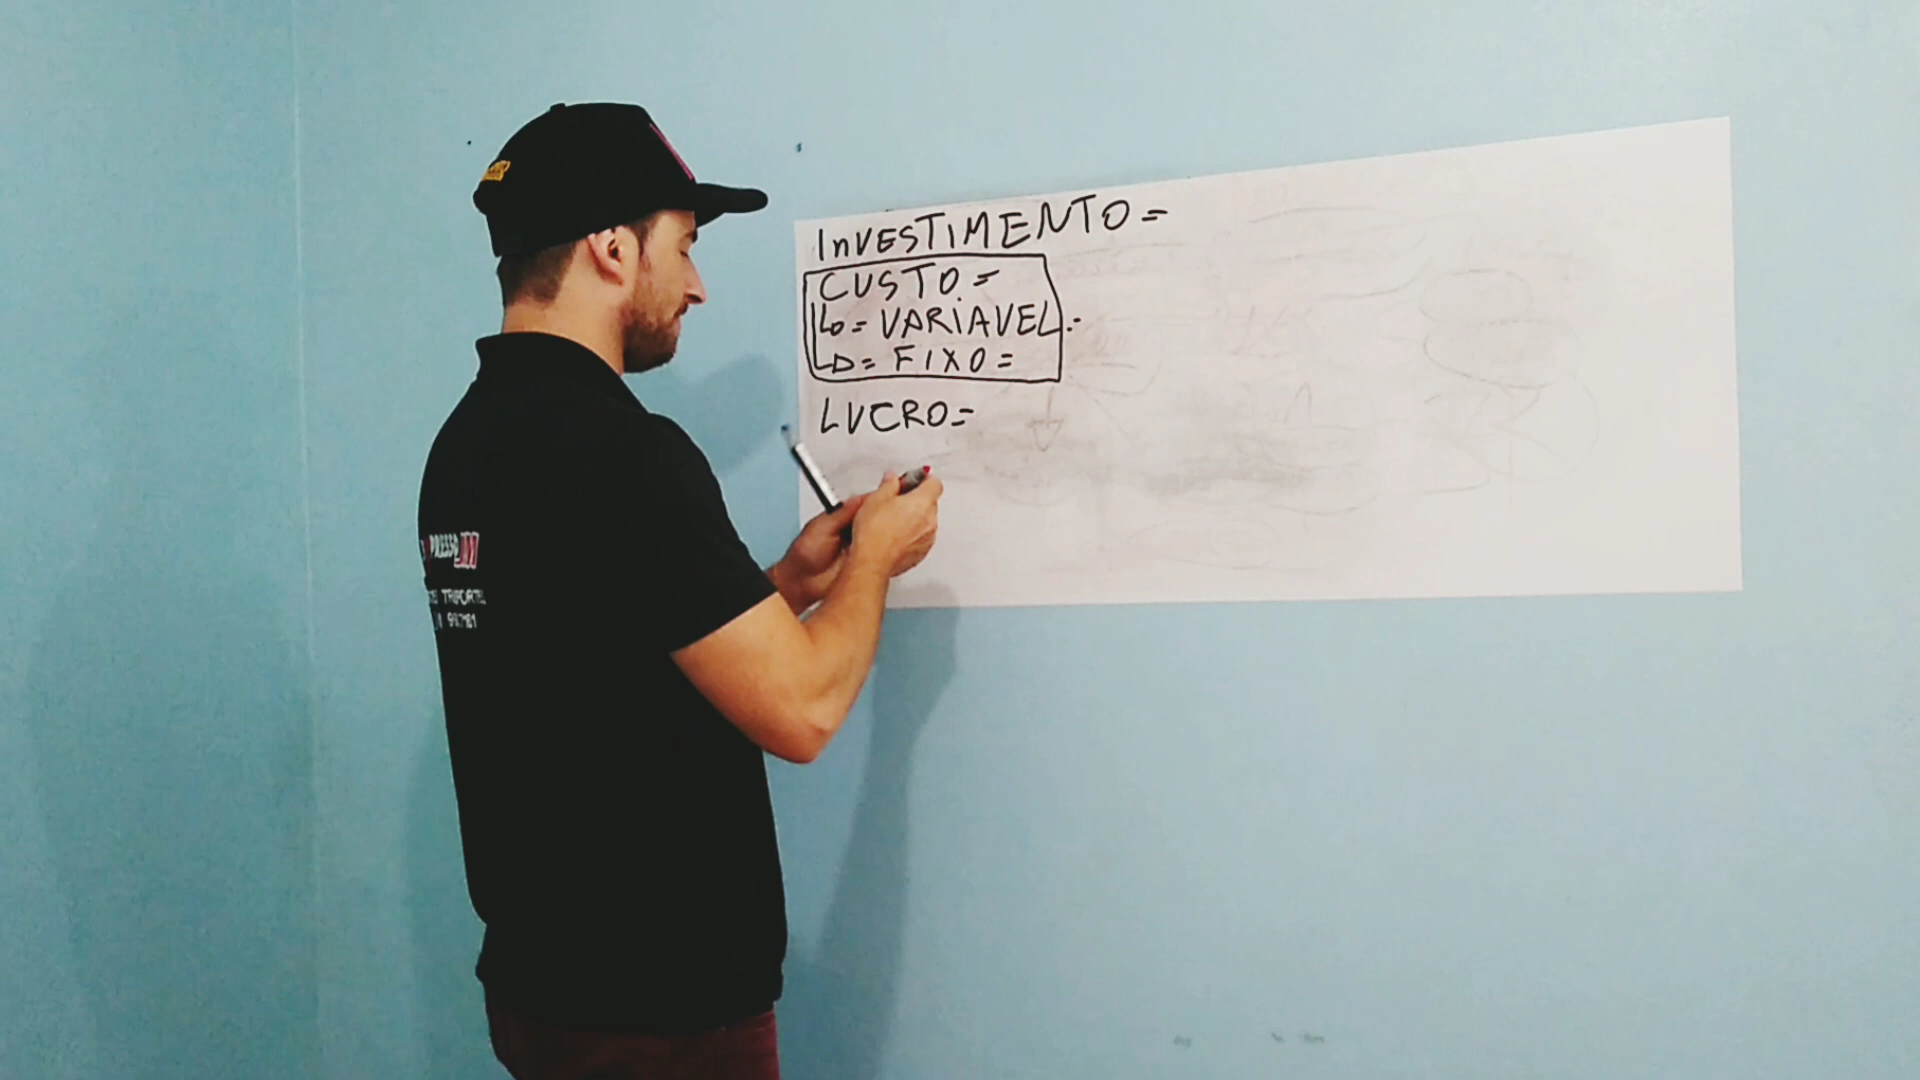 InVESTIMENTO =
CUSTO =
↳ = VARIAVEL =
↳ = FIXO =
LUCRO =